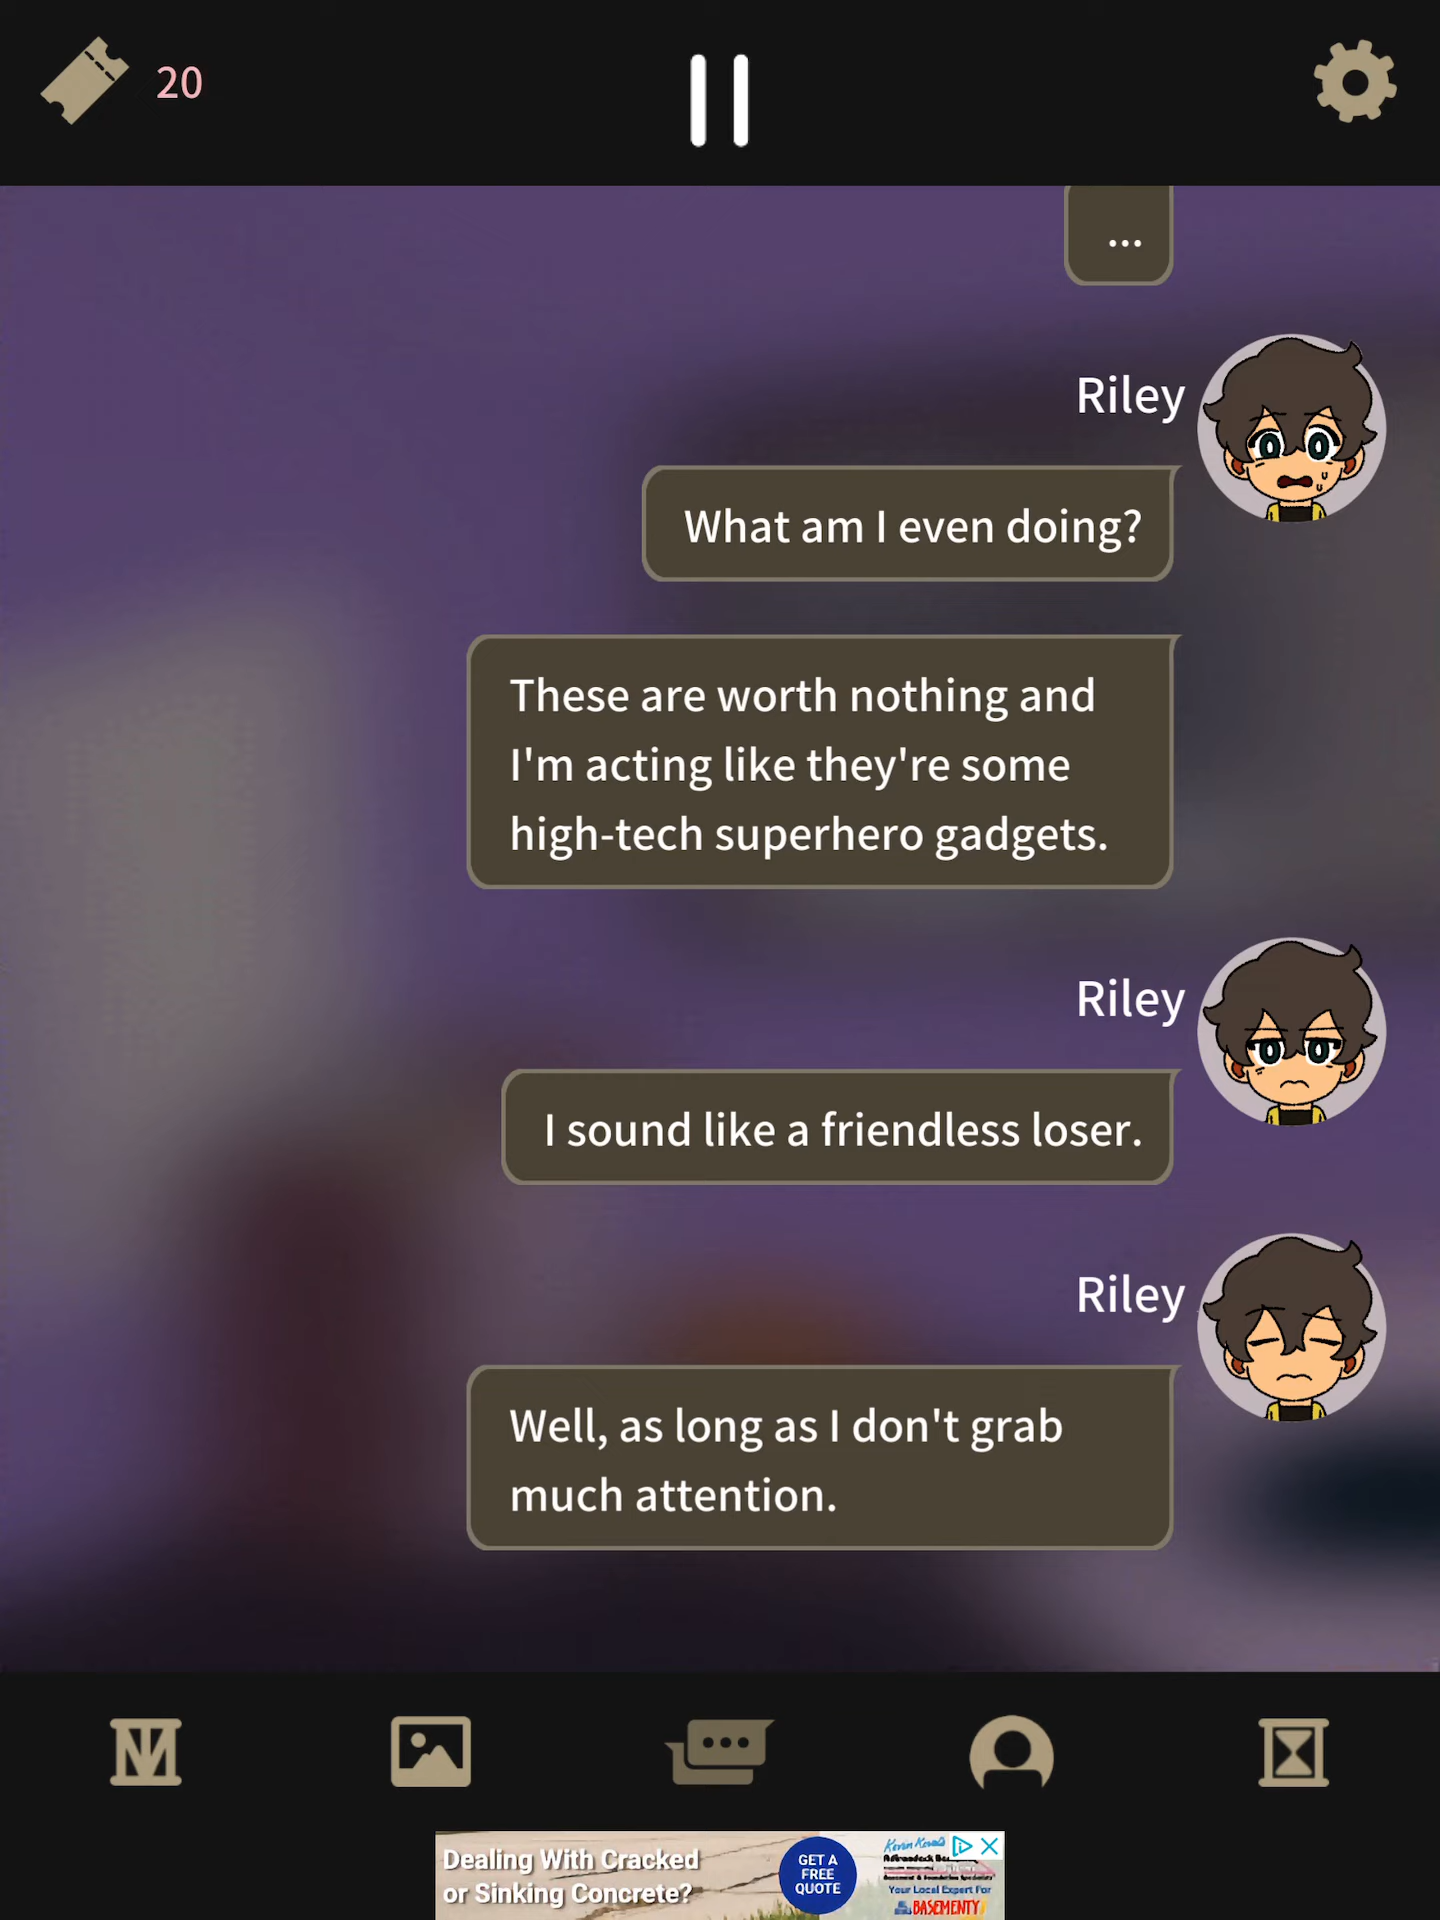 20
...
Riley
What am I even doing?
These are worth nothing and
I'm acting like they're some
high-tech superhero gadgets.
Riley
I sound like a friendless loser.
Riley
Well, as long as I don't grab
much attention.
Dealing With Cracked
or Sinking Concrete?
GET A
FREE
QUOTE
Your Local Expert For
BASEMENTY